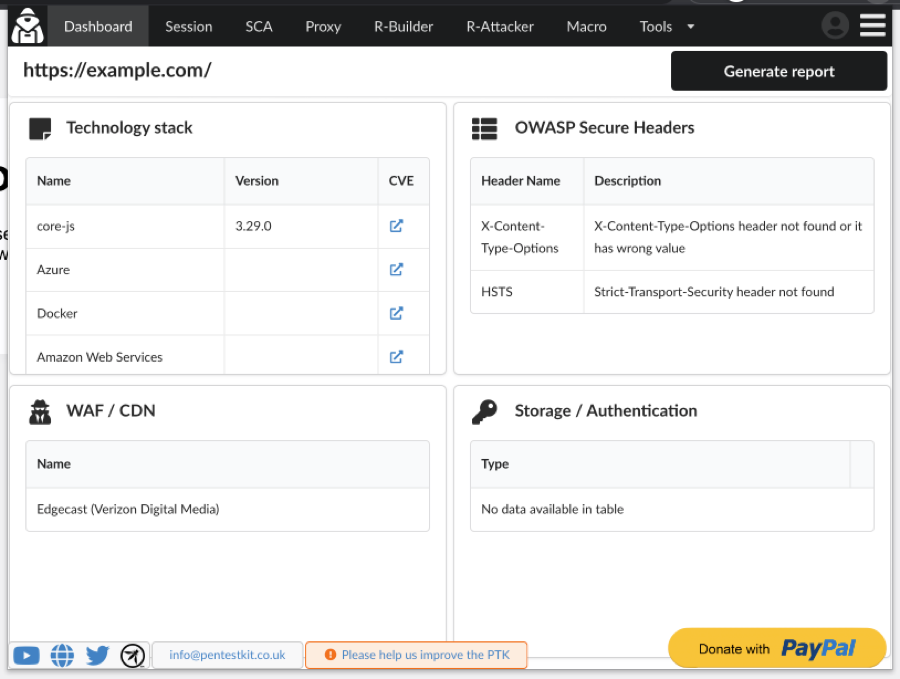 Dashboard Session SCA Proxy R-Builder R-Attacker Macro Tools
https://example.com/
Generate report
Technology stack
Name Version CVE
core-js 3.29.0
Azure
Docker
Amazon Web Services
OWASP Secure Headers
Header Name Description
X-Content-Type-Options X-Content-Type-Options header not found or it
has wrong value
HSTS Strict-Transport-Security header not found
WAF / CDN
Name
Edgecast (Verizon Digital Media)
Storage / Authentication
Type
No data available in table
info@pentestkit.co.uk
Please help us improve the PTK
Donate with PayPal